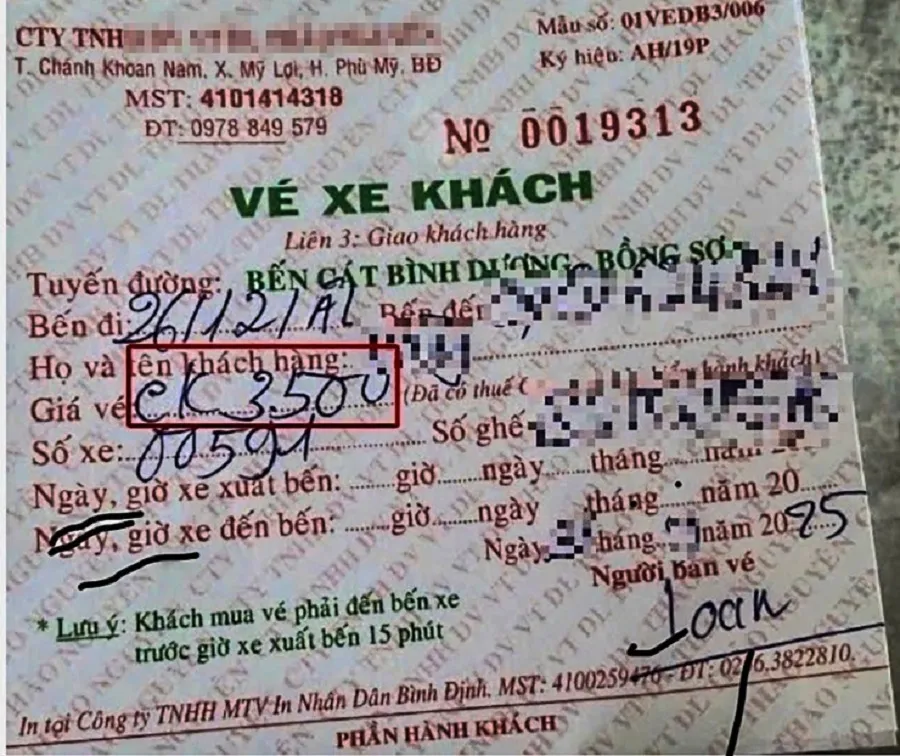 CTY TNH
T. Chánh Khoan Nam, X. Mỹ Lợi, H. Phù Mỹ, BĐ
MST: 4101414318
ĐT: 0978 849 579
Mẫu số: 01VEDB3/006
Ký hiệu: AH/19P
Nº 0019313
VÉ XE KHÁCH
Liên 3: Giao khách hàng
Tuyến đường: BẾN CÁT BÌNH DƯƠNG - BỒNG SƠ
Bến đi: 26/12/Al Bến đến
Họ và tên khách hàng:
Giá vé CK 3.500 (Đã có thuế hành khách)
Số xe: 00591 Số ghế
Ngày, giờ xe xuất bến: ......giờ......ngày......tháng......năm 20
Ngày, giờ xe đến bến: ......giờ......ngày......tháng......năm 20
Ngày tháng năm 2025
Người bán vé
Loan
* Lưu ý: Khách mua vé phải đến bến xe
trước giờ xe xuất bến 15 phút
In tại Công ty TNHH MTV In Nhân Dân Bình Định. MST: 4100259476 - ĐT: 0256.3822810.
PHẦN HÀNH KHÁCH